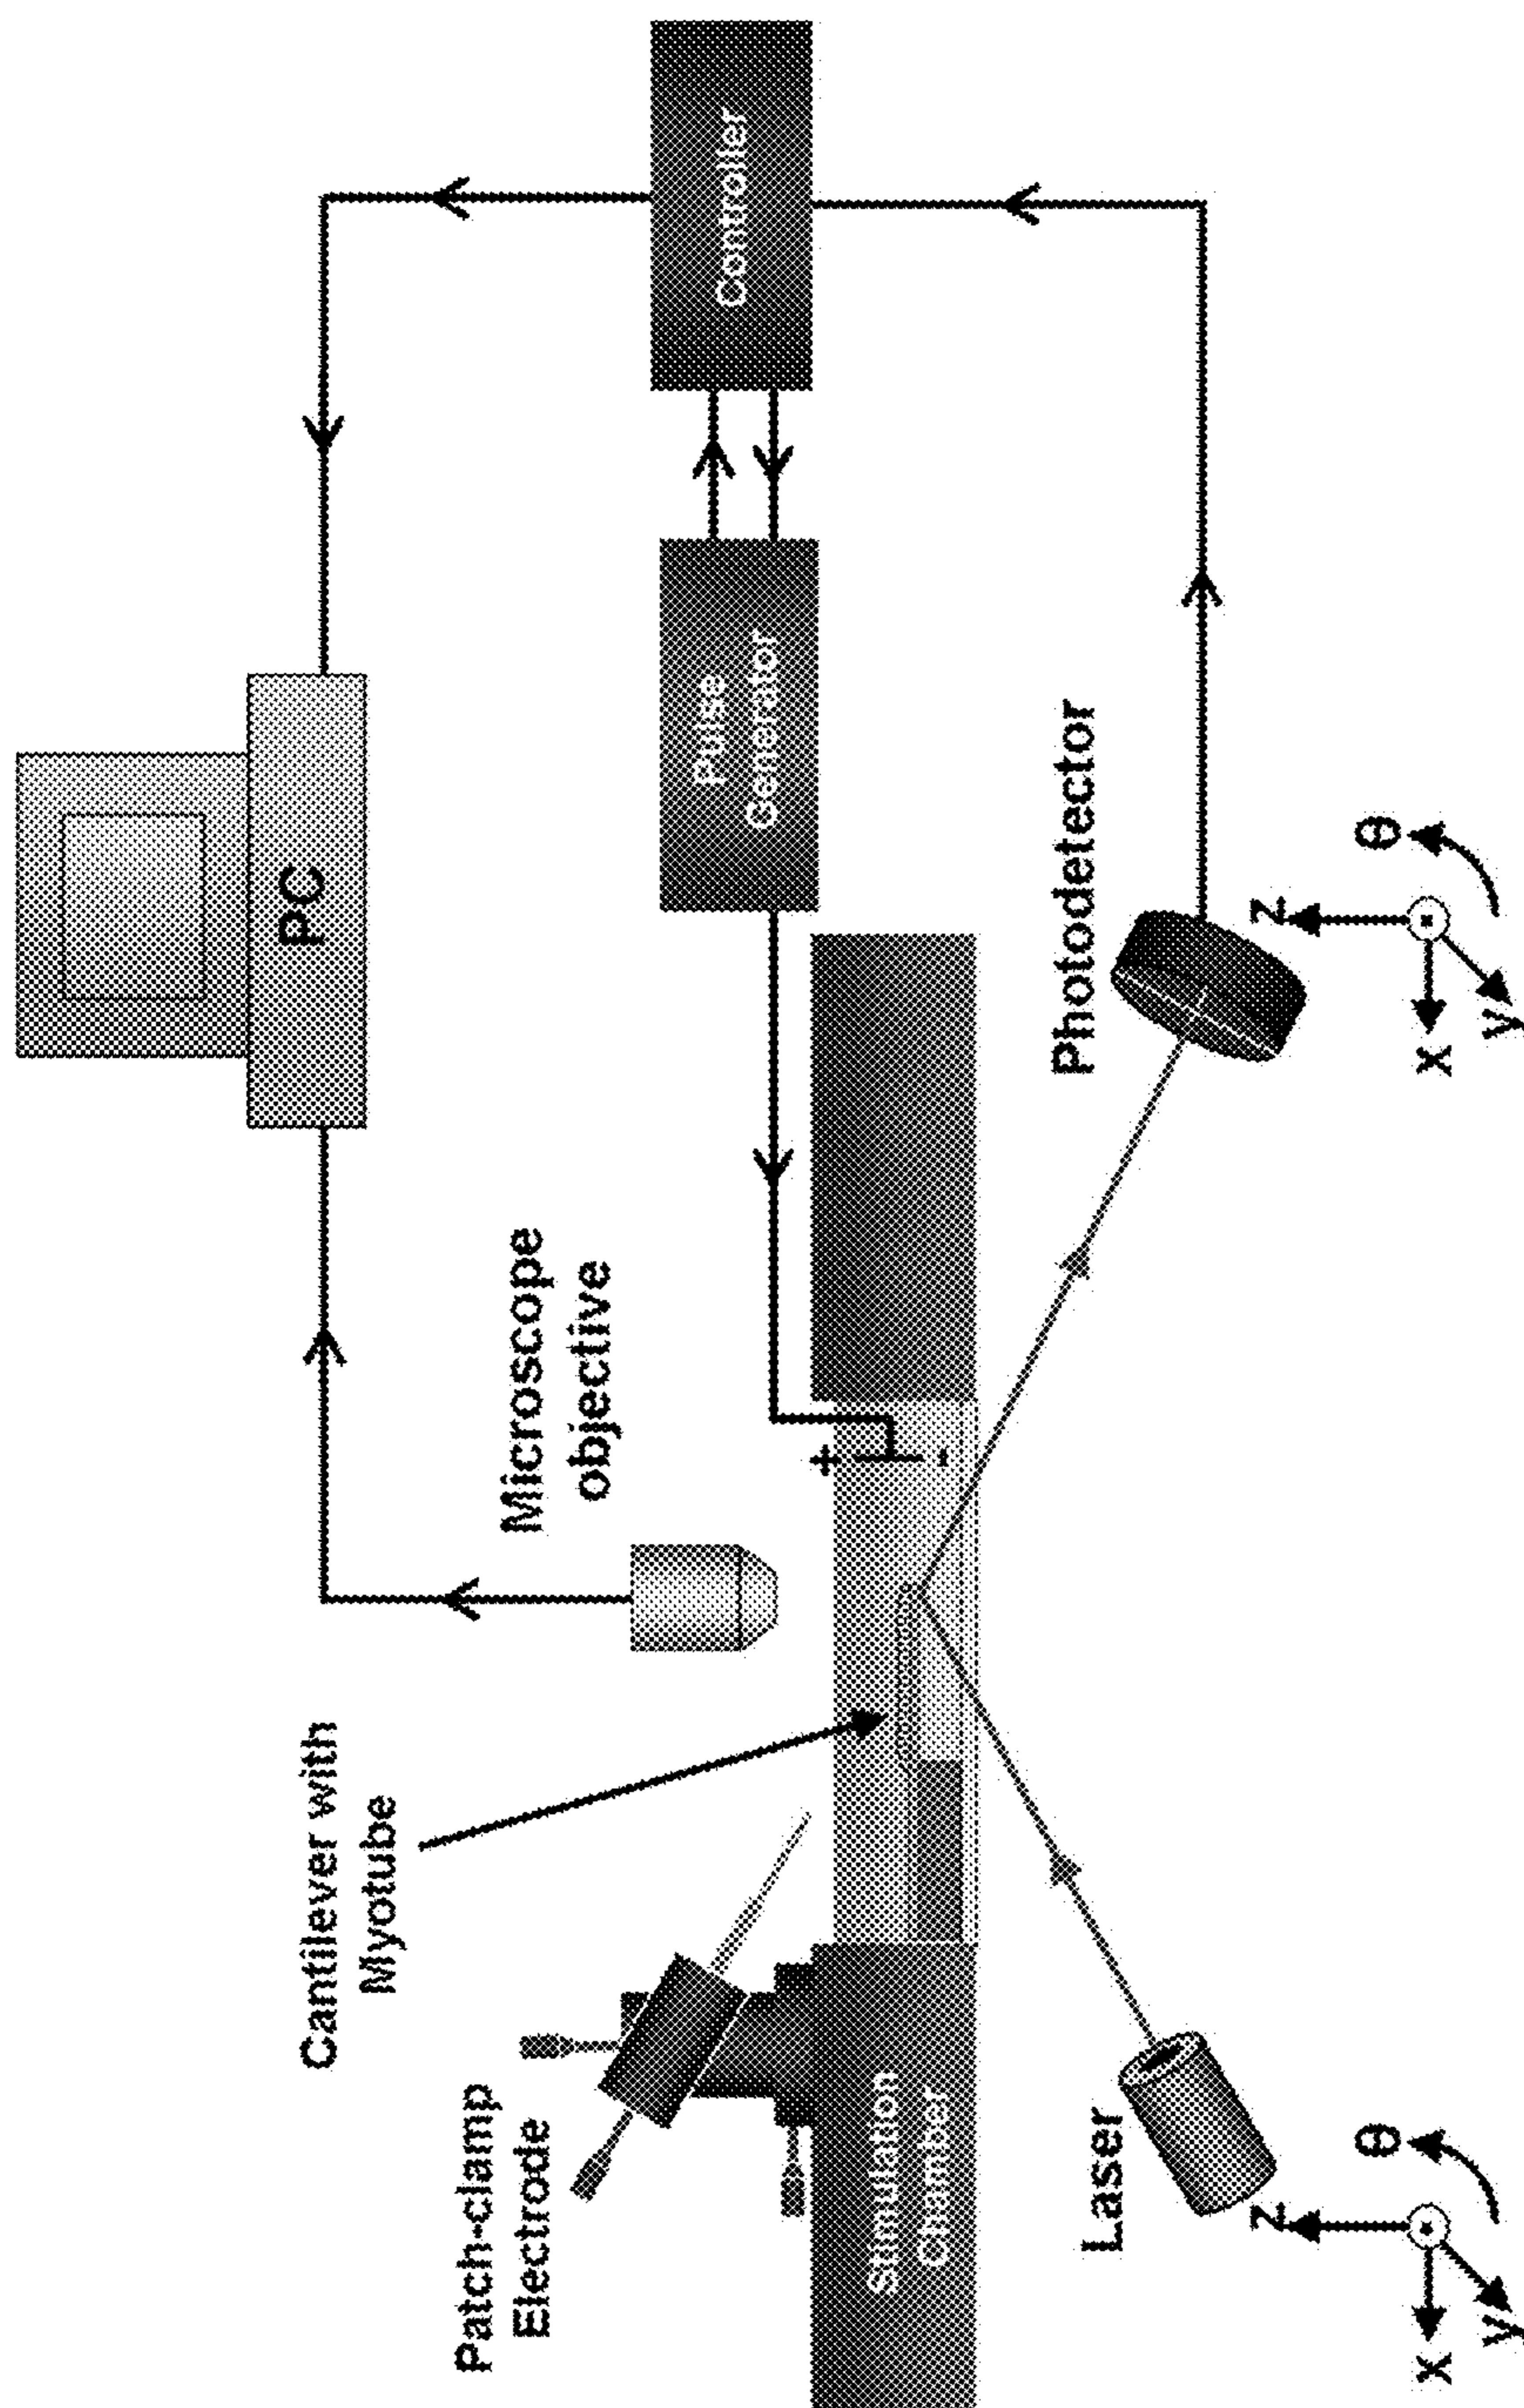 PC
Controller
Pulse
Generator
Microscope
objective
Cantilever with
Myotube
Patch-clamp
Electrode
+
-
Stimulation
Chamber
Laser
Photodetector
z
θ
x
y
z
θ
x
y